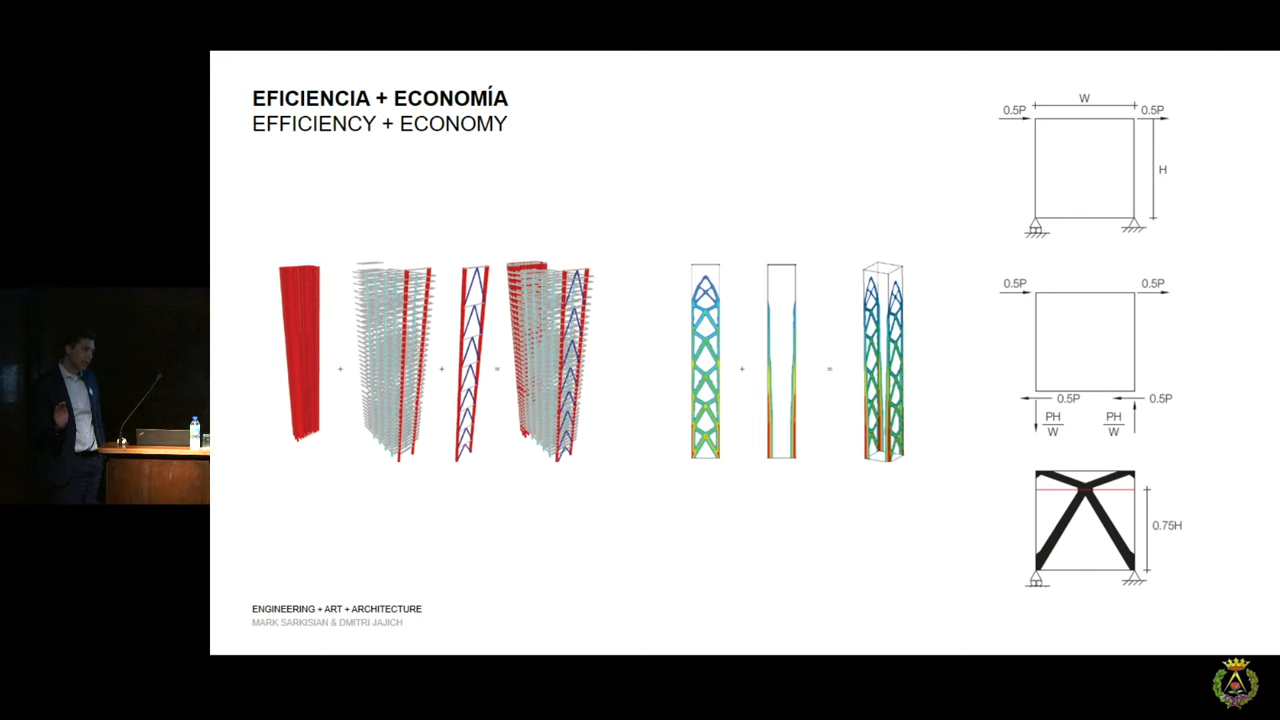 EFICIENCIA + ECONOMÍA
EFFICIENCY + ECONOMY
W
0.5P
0.5P
H
0.5P
0.5P
0.5P
0.5P
PH
W
PH
W
0.75H
+
+
=
+
=
ENGINEERING + ART + ARCHITECTURE
MARK SARKISIAN & DMITRI JAJICH